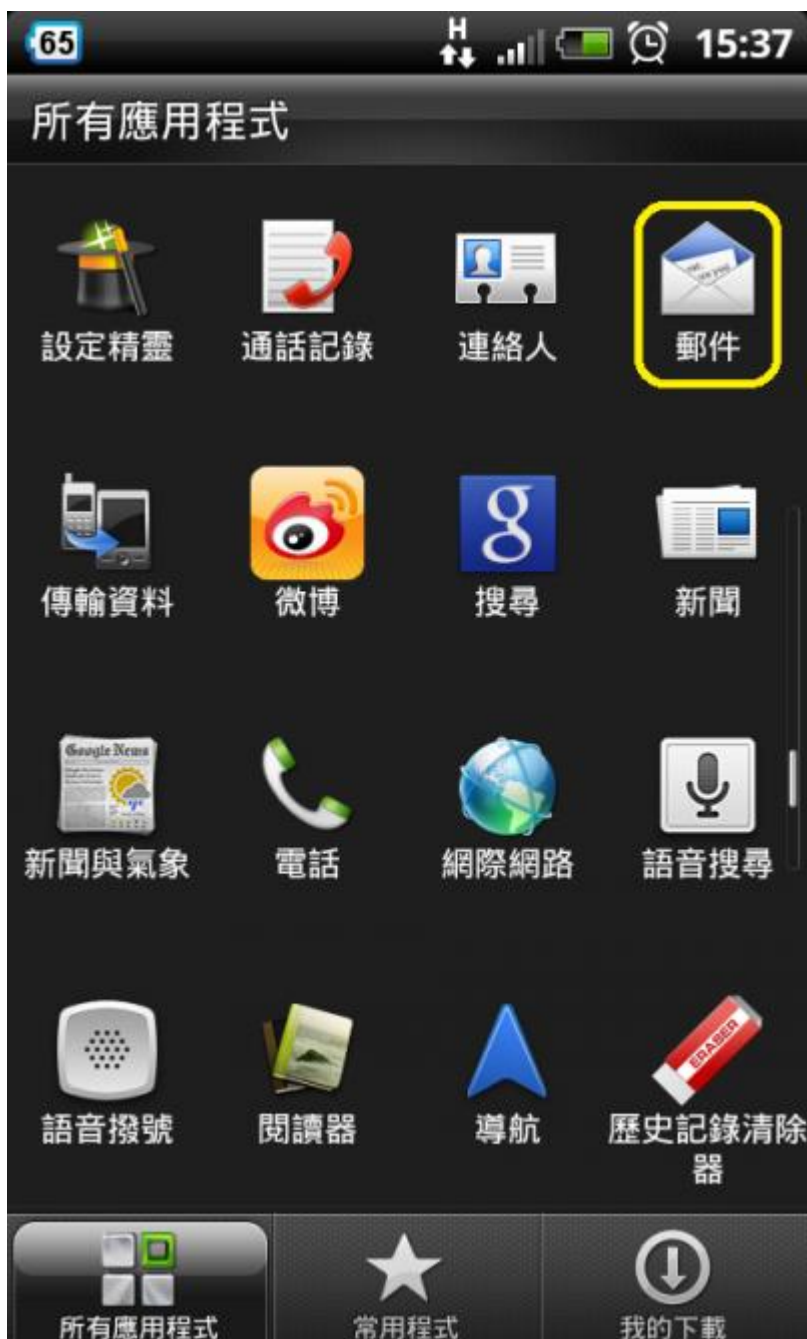 65 H 15:37
所有應用程式
設定精靈 通話記錄 連絡人 郵件
傳輸資料 微博 搜尋 新聞
g
Google News
新聞與氣象 電話 網際網路 語音搜尋
ERASER
語音撥號 閱讀器 導航 歷史記錄清除
器
所有應用程式 常用程式 我的下載